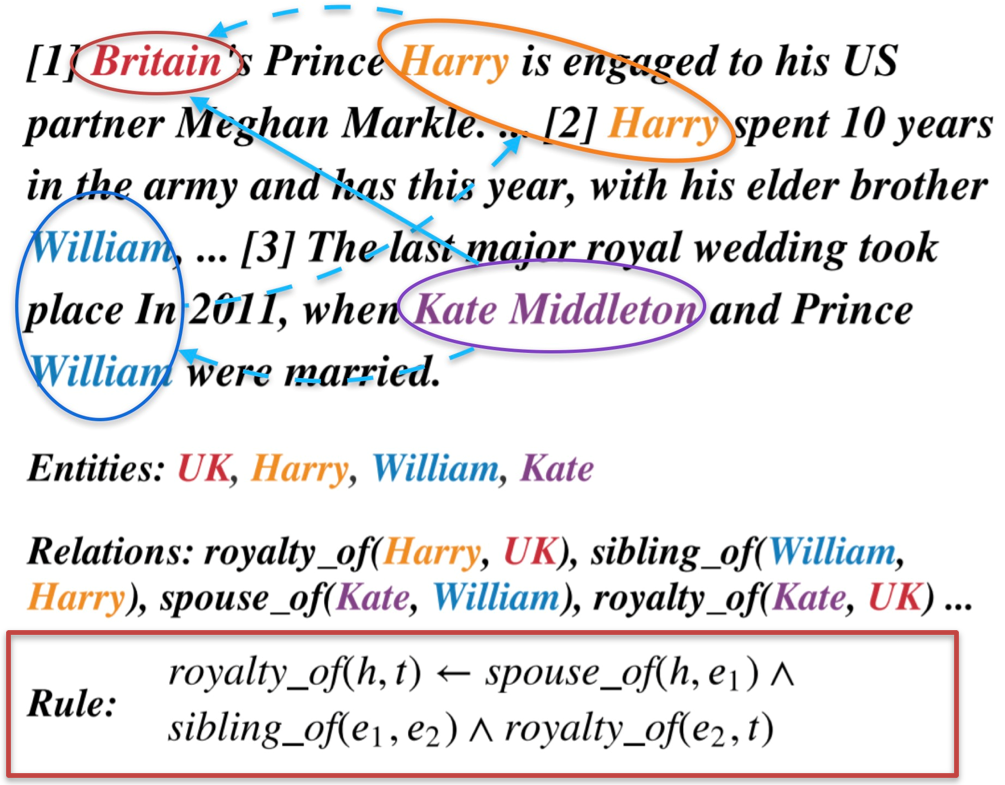 [1] Britain's Prince Harry is engaged to his US
partner Meghan Markle. ... [2] Harry spent 10 years
in the army and has this year, with his elder brother
William, ... [3] The last major royal wedding took
place In 2011, when Kate Middleton and Prince
William were married.
Entities: UK, Harry, William, Kate
Relations: royalty_of(Harry, UK), sibling_of(William,
Harry), spouse_of(Kate, William), royalty_of(Kate, UK) ...
Rule: royalty_of(h, t) ← spouse_of(h, e₁) ∧
sibling_of(e₁, e₂) ∧ royalty_of(e₂, t)